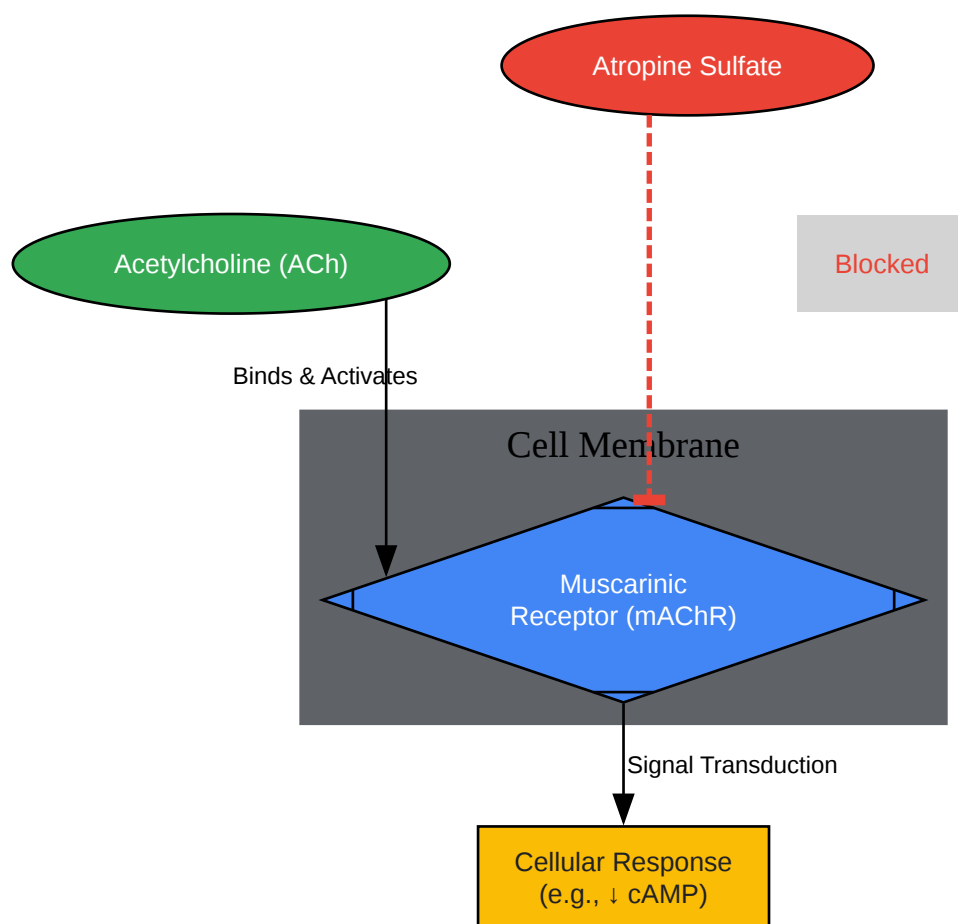 Atropine Sulfate
Acetylcholine (ACh)
Blocked
Binds & Activates
Cell Membrane
Muscarinic
Receptor (mAChR)
Signal Transduction
Cellular Response
(e.g., ↓ cAMP)